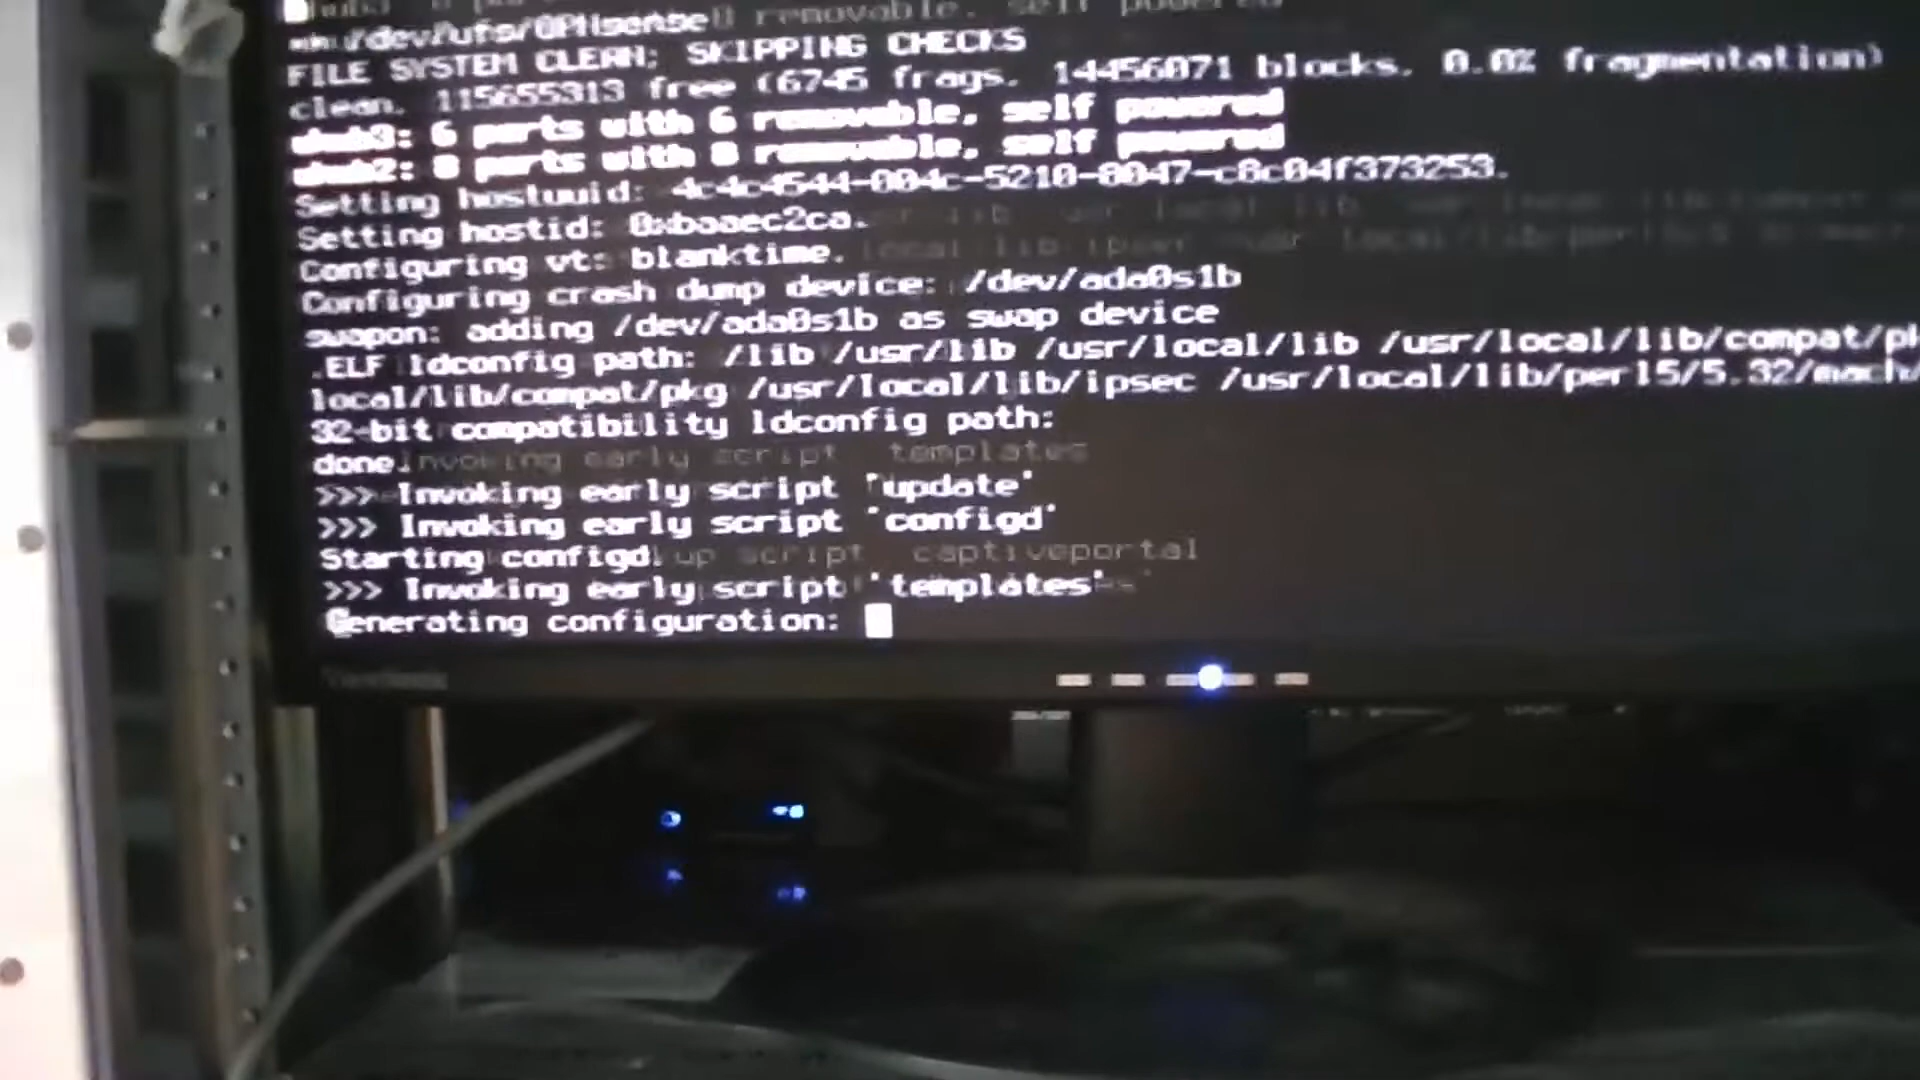 /dev/ufs/OPNsense
FILE SYSTEM CLEAN; SKIPPING CHECKS
clean, 115655313 free (6745 frags, 14456071 blocks, 0.0% fragmentation)
uhub3: 6 ports with 6 removable, self powered
uhub2: 8 ports with 8 removable, self powered
Setting hostuuid: 4c4c4544-004c-5210-8047-c8c04f373253.
Setting hostid: 0xbaaec2ca.
Configuring vt: blanktime.
Configuring crash dump device: /dev/ada0s1b
swapon: adding /dev/ada0s1b as swap device
.ELF ldconfig path: /lib /usr/lib /usr/local/lib /usr/local/lib/compat/pk
local/lib/compat/pkg /usr/local/lib/ipsec /usr/local/lib/perl5/5.32/mach/
32-bit compatibility ldconfig path:
done.
>>> Invoking early script 'update'
>>> Invoking early script 'configd'
Starting configd.
>>> Invoking early script 'templates'
Generating configuration:
ViewSonic